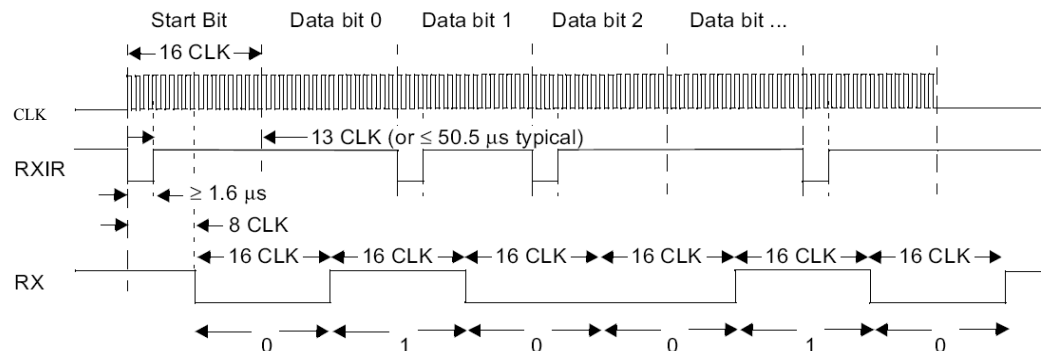 Start Bit Data bit 0 Data bit 1 Data bit 2 Data bit ...
16 CLK
CLK
13 CLK (or ≤ 50.5 μs typical)
RXIR
≥ 1.6 μs
8 CLK
16 CLK 16 CLK 16 CLK 16 CLK 16 CLK 16 CLK
RX
0 1 0 0 1 0